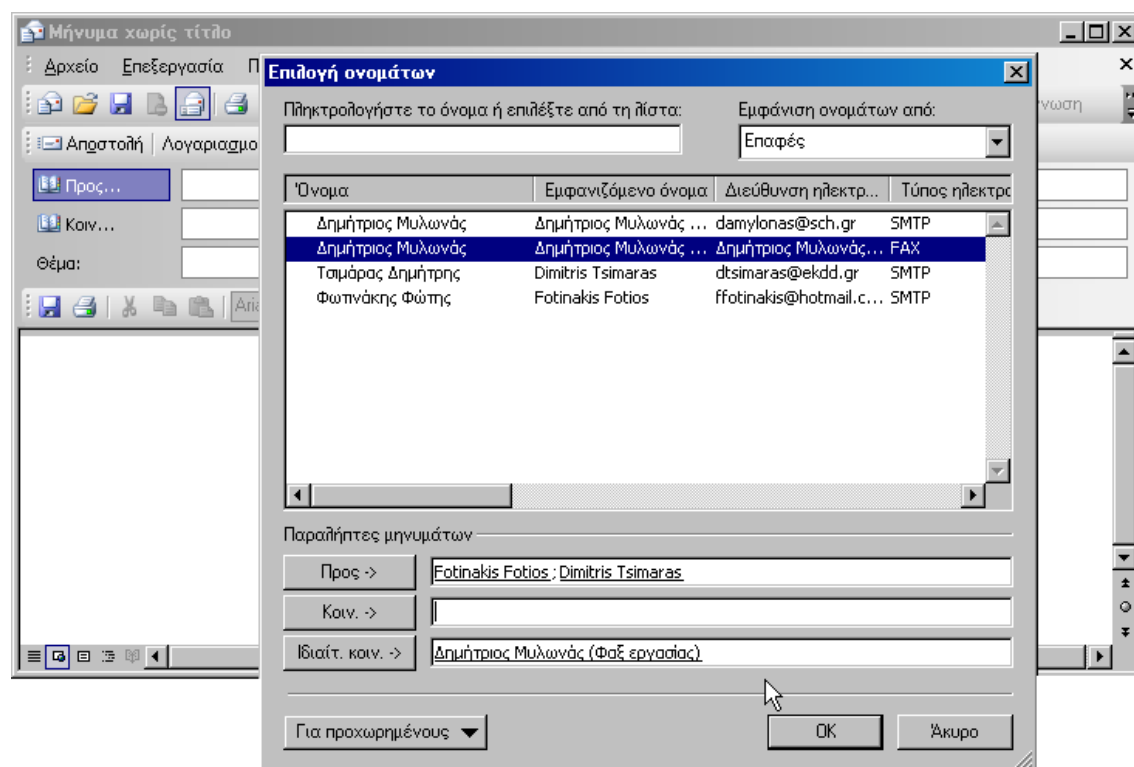 Μήνυμα χωρίς τίτλο
Αρχείο Επεξεργασία Π
Επιλογή ονομάτων
Πληκτρολογήστε το όνομα ή επιλέξτε από τη λίστα:
Εμφάνιση ονομάτων από:
Επαφές
νωση
Αποστολή Λογαριασμο
Προς...
Κοιν...
Θέμα:
Aria
Όνομα Εμφανιζόμενο όνομα Διεύθυνση ηλεκτρ... Τύπος ηλεκτρο
Δημήτριος Μυλωνάς Δημήτριος Μυλωνάς ... damylonas@sch.gr SMTP
Δημήτριος Μυλωνάς Δημήτριος Μυλωνάς ... Δημήτριος Μυλωνάς... FAX
Τσιμάρας Δημήτρης Dimitris Tsimaras dtsimaras@ekdd.gr SMTP
Φωτινάκης Φώτης Fotinakis Fotios ffotinakis@hotmail.c... SMTP
Παραλήπτες μηνυμάτων
Προς -> Fotinakis Fotios ; Dimitris Tsimaras
Κοιν. ->
Ιδιαίτ. κοιν. -> Δημήτριος Μυλωνάς (Φαξ εργασίας)
Για προχωρημένους
OK
Άκυρο